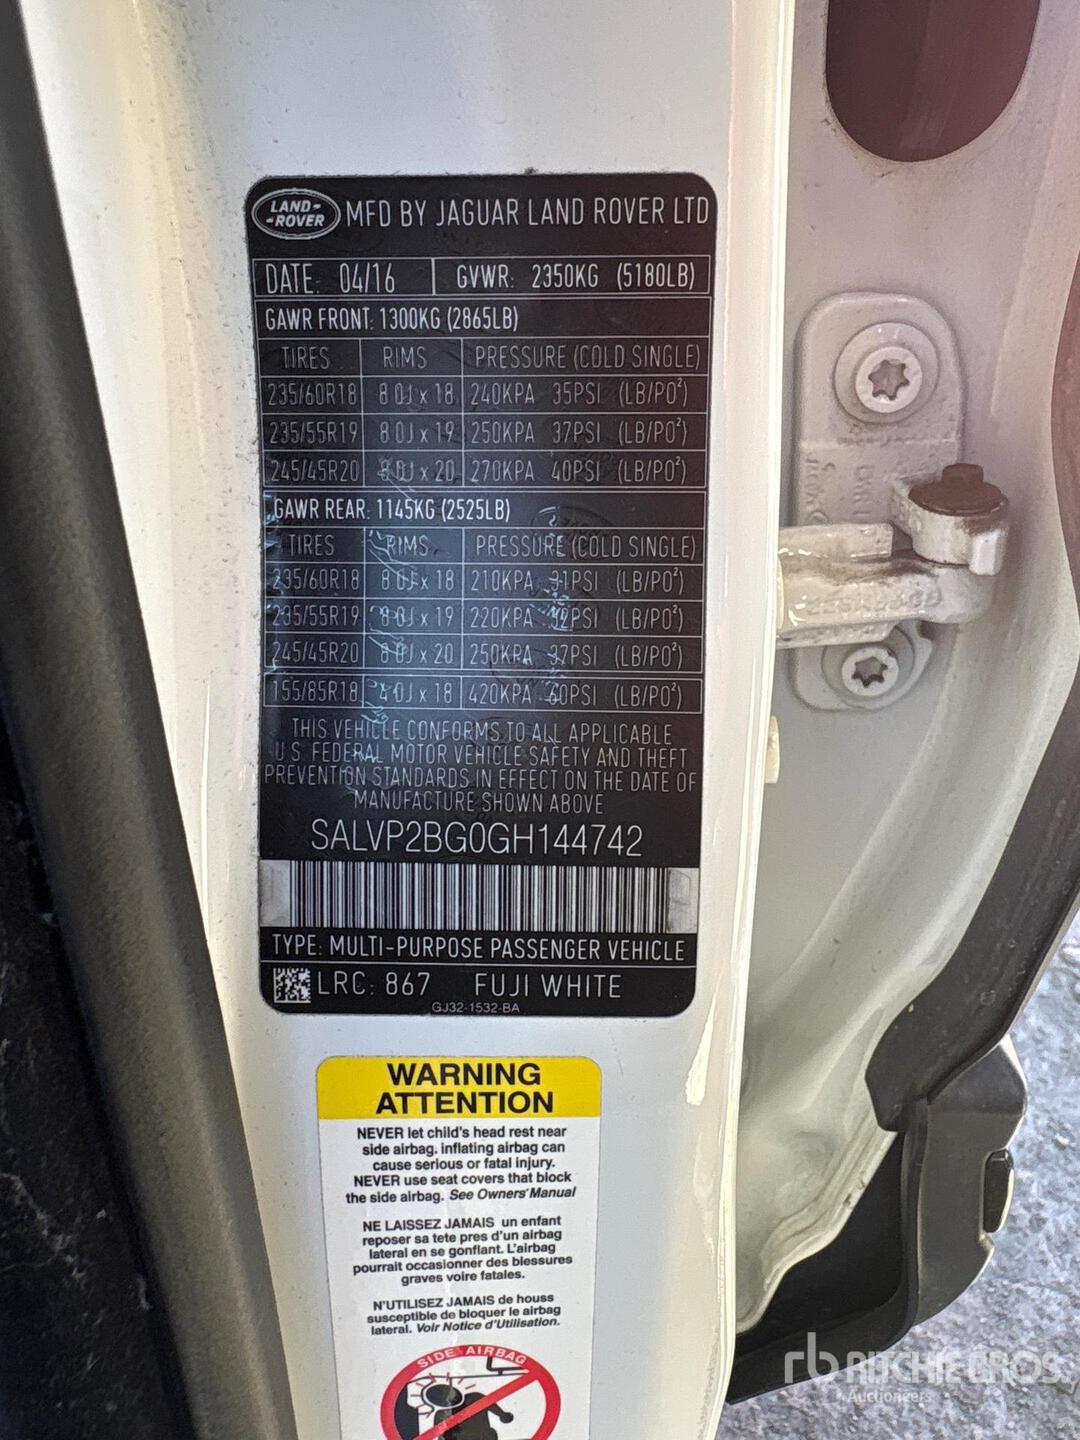 LAND-
-ROVER
MFD BY JAGUAR LAND ROVER LTD
DATE: 04/16 GVWR: 2350KG (5180LB)
GAWR FRONT: 1300KG (2865LB)
TIRES RIMS PRESSURE (COLD SINGLE)
235/60R18 8.0J x 18 240KPA 35PSI (LB/PO²)
235/55R19 8.0J x 19 250KPA 37PSI (LB/PO²)
245/45R20 8.0J x 20 270KPA 40PSI (LB/PO²)
GAWR REAR: 1145KG (2525LB)
TIRES RIMS PRESSURE (COLD SINGLE)
235/60R18 8.0J x 18 210KPA 31PSI (LB/PO²)
235/55R19 8.0J x 19 220KPA 32PSI (LB/PO²)
245/45R20 8.0J x 20 250KPA 37PSI (LB/PO²)
155/85R18 x 18 420KPA 60PSI (LB/PO²)
THIS VEHICLE CONFORMS TO ALL APPLICABLE
U.S. FEDERAL MOTOR VEHICLE SAFETY AND THEFT
PREVENTION STANDARDS IN EFFECT ON THE DATE OF
MANUFACTURE SHOWN ABOVE
SALVP2BG0GH144742
TYPE: MULTI-PURPOSE PASSENGER VEHICLE
LRC: 867 FUJI WHITE
GJ32-1532-BA
WARNING
ATTENTION
NEVER let child's head rest near
side airbag, inflating airbag can
cause serious or fatal injury.
NEVER use seat covers that block
the side airbag. See Owners' Manual
NE LAISSEZ JAMAIS un enfant
reposer sa tete pres d'un airbag
lateral en se gonflant. L'airbag
pourrait occasionner des blessures
graves voire fatales.
N'UTILISEZ JAMAIS de houss
susceptible de bloquer le airbag
lateral. Voir Notice d'Utilisation.
SIDE AIRBAG
rb RITCHIE BROS.
Auctioneers